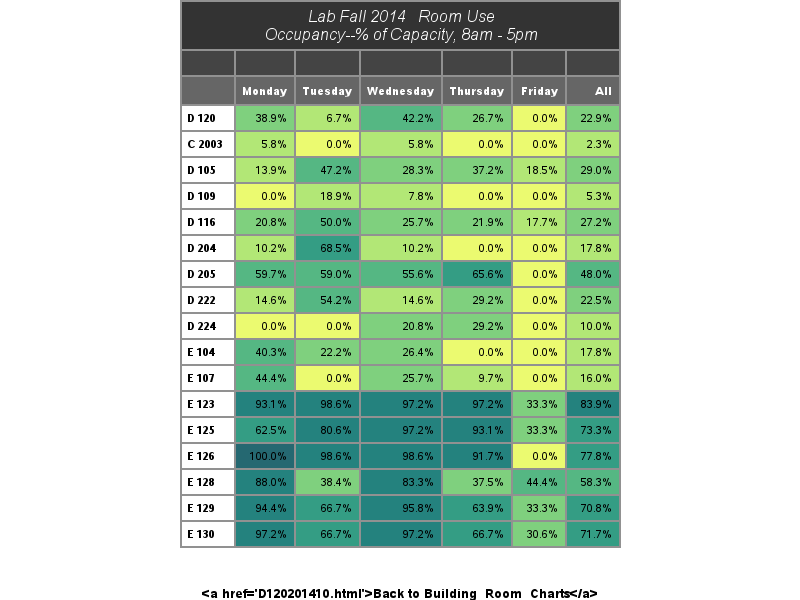 Lab Fall 2014 Room Use
Occupancy--% of Capacity, 8am - 5pm
Monday Tuesday Wednesday Thursday Friday All
D 120 38.9% 6.7% 42.2% 26.7% 0.0% 22.9%
C 2003 5.8% 0.0% 5.8% 0.0% 0.0% 2.3%
D 105 13.9% 47.2% 28.3% 37.2% 18.5% 29.0%
D 109 0.0% 18.9% 7.8% 0.0% 0.0% 5.3%
D 116 20.8% 50.0% 25.7% 21.9% 17.7% 27.2%
D 204 10.2% 68.5% 10.2% 0.0% 0.0% 17.8%
D 205 59.7% 59.0% 55.6% 65.6% 0.0% 48.0%
D 222 14.6% 54.2% 14.6% 29.2% 0.0% 22.5%
D 224 0.0% 0.0% 20.8% 29.2% 0.0% 10.0%
E 104 40.3% 22.2% 26.4% 0.0% 0.0% 17.8%
E 107 44.4% 0.0% 25.7% 9.7% 0.0% 16.0%
E 123 93.1% 98.6% 97.2% 97.2% 33.3% 83.9%
E 125 62.5% 80.6% 97.2% 93.1% 33.3% 73.3%
E 126 100.0% 98.6% 98.6% 91.7% 0.0% 77.8%
E 128 88.0% 38.4% 83.3% 37.5% 44.4% 58.3%
E 129 94.4% 66.7% 95.8% 63.9% 33.3% 70.8%
E 130 97.2% 66.7% 97.2% 66.7% 30.6% 71.7%
<a href='D120201410.html'>Back to Building_Room_Charts</a>